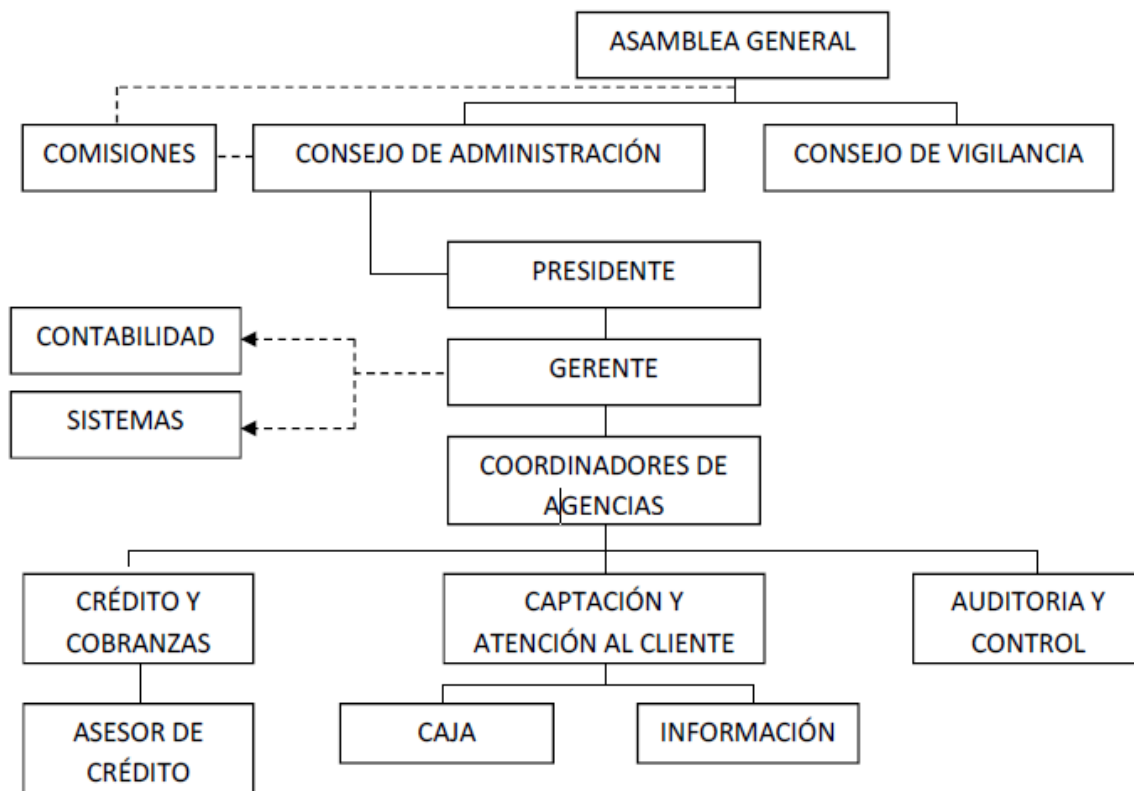 ASAMBLEA GENERAL
COMISIONES
CONSEJO DE ADMINISTRACIÓN
CONSEJO DE VIGILANCIA
PRESIDENTE
CONTABILIDAD
GERENTE
SISTEMAS
COORDINADORES DE
AGENCIAS
CRÉDITO Y
COBRANZAS
CAPTACIÓN Y
ATENCIÓN AL CLIENTE
AUDITORIA Y
CONTROL
ASESOR DE
CRÉDITO
CAJA
INFORMACIÓN